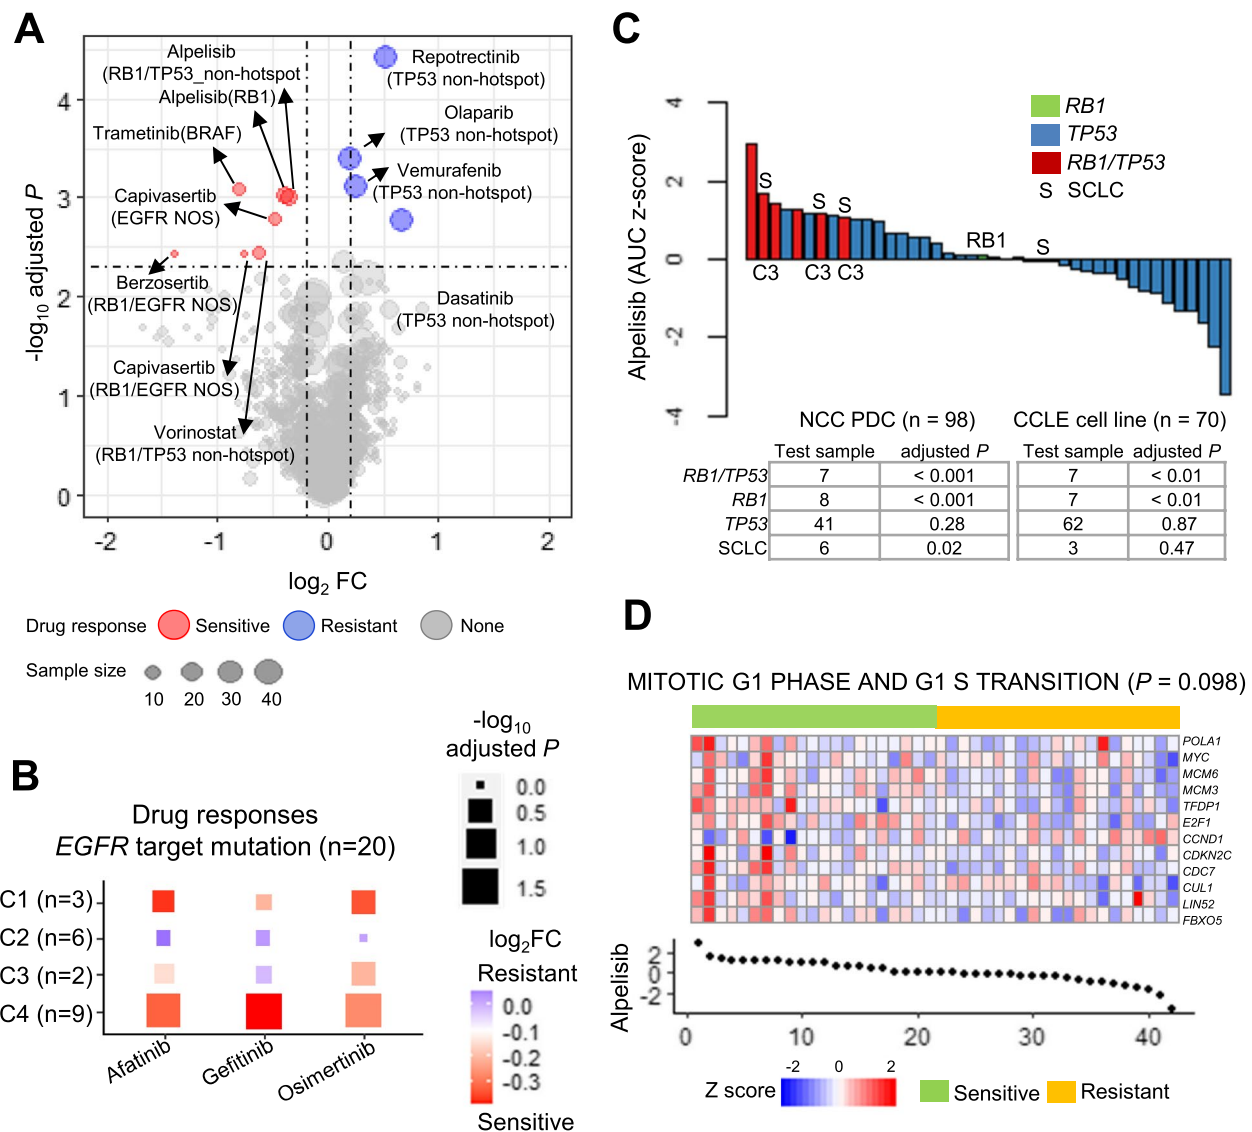 A
Alpelisib
(RB1/TP53_non-hotspot
Alpelisib(RB1)
Trametinib(BRAF)
Capivasertib
(EGFR NOS)
Berzosertib
(RB1/EGFR NOS)
Capivasertib
(RB1/EGFR NOS)
Vorinostat
(RB1/TP53 non-hotspot)
Repotrectinib
(TP53 non-hotspot)
Olaparib
(TP53 non-hotspot)
Vemurafenib
(TP53 non-hotspot)
Dasatinib
(TP53 non-hotspot)
-log10 adjusted P
4
3
2
1
0
-2
-1
0
1
2
log2 FC
Drug response
Sensitive
Resistant
None
Sample size
10
20
30
40
B
Drug responses
EGFR target mutation (n=20)
C1 (n=3)
C2 (n=6)
C3 (n=2)
C4 (n=9)
Afatinib
Gefitinib
Osimertinib
-log10
adjusted P
0.0
0.5
1.0
1.5
log2FC
Resistant
0.0
-0.1
-0.2
-0.3
Sensitive
C
Alpelisib (AUC z-score)
4
2
0
-2
-4
RB1
TP53
RB1/TP53
S SCLC
S
S S
RB1
S
C3
C3 C3
NCC PDC (n = 98) CCLE cell line (n = 70)
Test sample adjusted P Test sample adjusted P
RB1/TP53 7 < 0.001 7 < 0.01
RB1 8 < 0.001 7 < 0.01
TP53 41 0.28 62 0.87
SCLC 6 0.02 3 0.47
D
MITOTIC G1 PHASE AND G1 S TRANSITION (P = 0.098)
POLA1
MYC
MCM6
MCM3
TFDP1
E2F1
CCND1
CDKN2C
CDC7
CUL1
LIN52
FBXO5
Alpelisib
2
0
-2
0
10
20
30
40
-2 0 2
Z score
Sensitive
Resistant